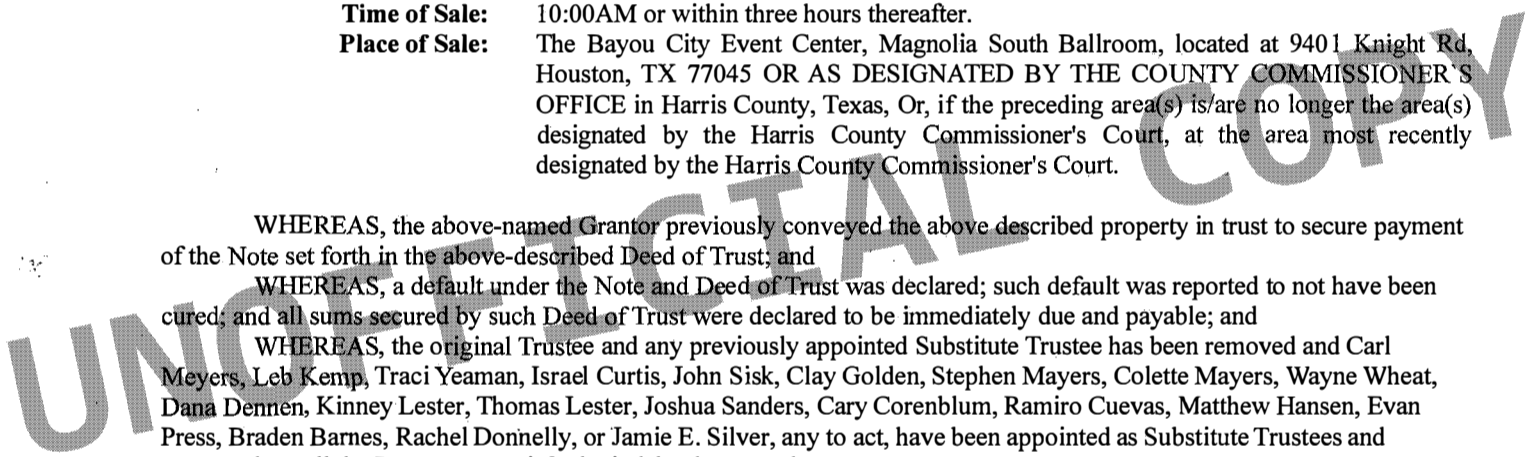 Time of Sale: 10:00AM or within three hours thereafter.
Place of Sale: The Bayou City Event Center, Magnolia South Ballroom, located at 9401 Knight Rd,
Houston, TX 77045 OR AS DESIGNATED BY THE COUNTY COMMISSIONER`S
OFFICE in Harris County, Texas, Or, if the preceding area(s) is/are no longer the area(s)
designated by the Harris County Commissioner's Court, at the area most recently
designated by the Harris County Commissioner's Court.
WHEREAS, the above-named Grantor previously conveyed the above described property in trust to secure payment
of the Note set forth in the above-described Deed of Trust; and
WHEREAS, a default under the Note and Deed of Trust was declared; such default was reported to not have been
cured; and all sums secured by such Deed of Trust were declared to be immediately due and payable; and
WHEREAS, the original Trustee and any previously appointed Substitute Trustee has been removed and Carl
Meyers, Leb Kemp, Traci Yeaman, Israel Curtis, John Sisk, Clay Golden, Stephen Mayers, Colette Mayers, Wayne Wheat,
Dana Dennen, Kinney Lester, Thomas Lester, Joshua Sanders, Cary Corenblum, Ramiro Cuevas, Matthew Hansen, Evan
Press, Braden Barnes, Rachel Donnelly, or Jamie E. Silver, any to act, have been appointed as Substitute Trustees and
UNOFFICIAL COPY